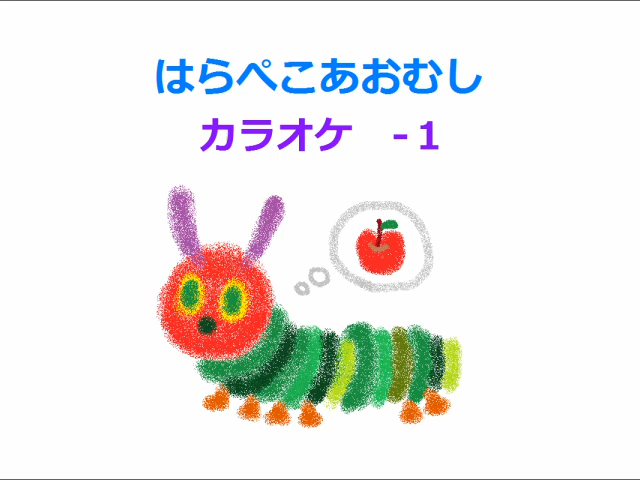 はらぺこあおむし
カラオケ　-１